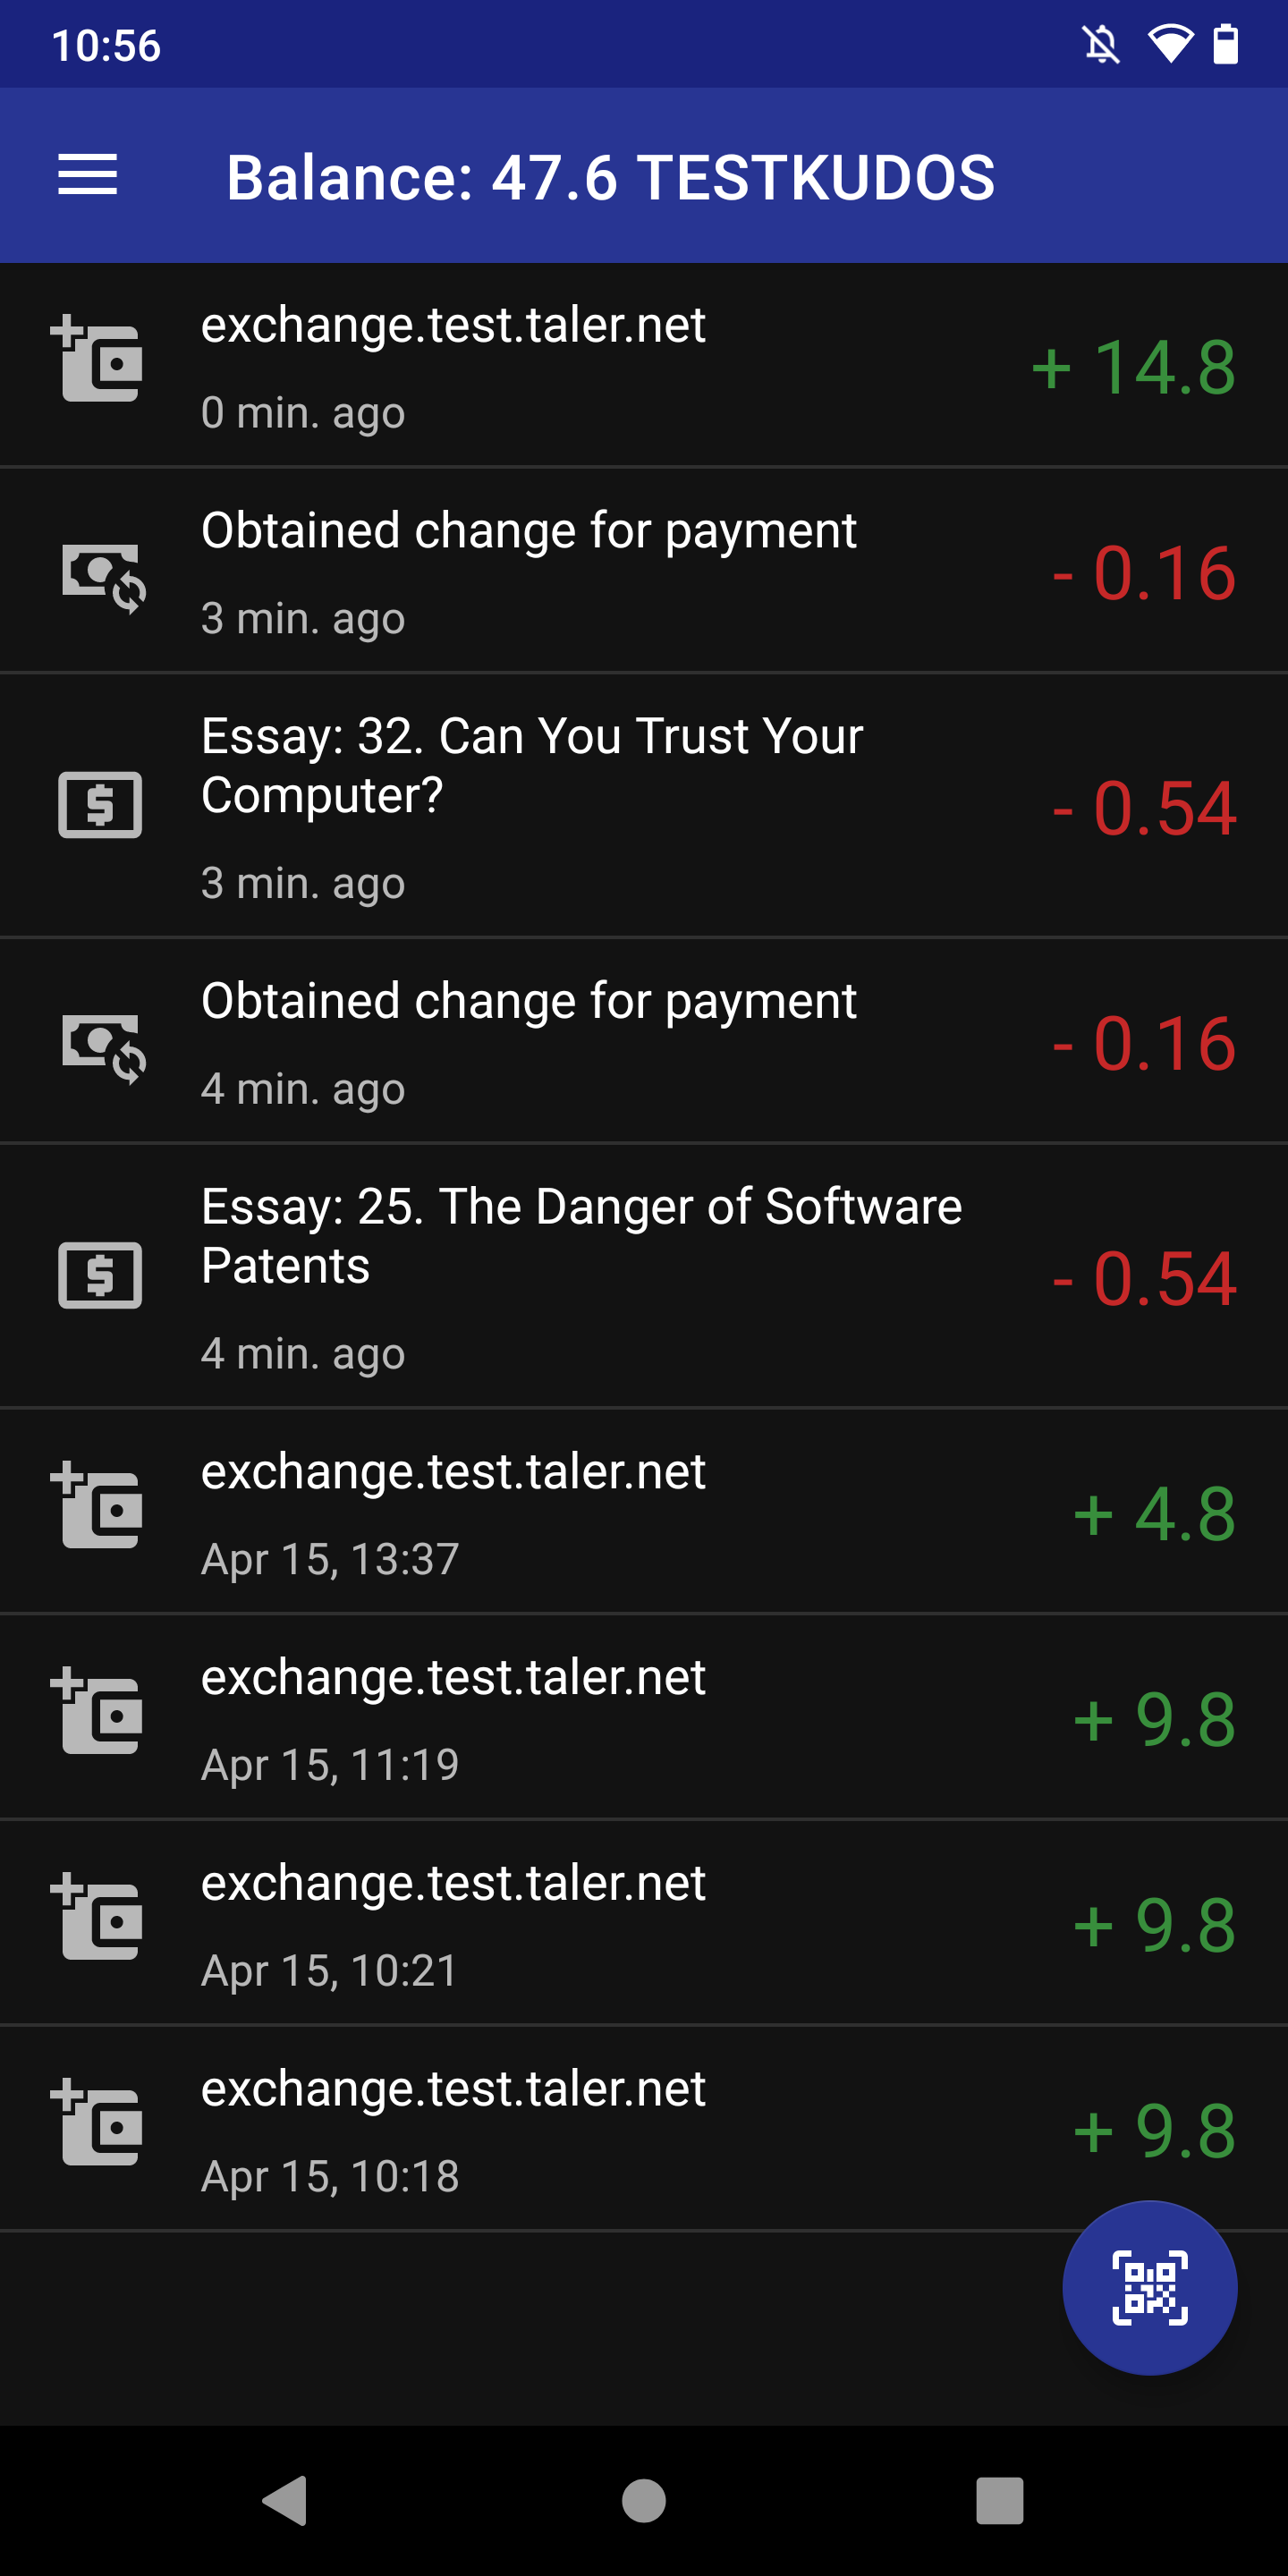 10:56
Balance: 47.6 TESTKUDOS
exchange.test.taler.net
+ 14.8
0 min. ago
Obtained change for payment
- 0.16
3 min. ago
Essay: 32. Can You Trust Your
Computer?
- 0.54
3 min. ago
Obtained change for payment
- 0.16
4 min. ago
Essay: 25. The Danger of Software
Patents
- 0.54
4 min. ago
exchange.test.taler.net
+ 4.8
Apr 15, 13:37
exchange.test.taler.net
+ 9.8
Apr 15, 11:19
exchange.test.taler.net
+ 9.8
Apr 15, 10:21
exchange.test.taler.net
+ 9.8
Apr 15, 10:18